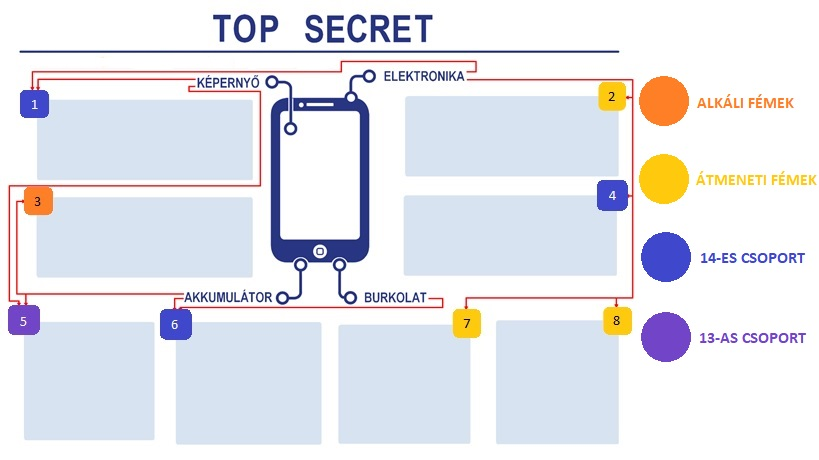 TOP SECRET
KÉPERNYŐ
ELEKTRONIKA
1
2
ALKÁLI FÉMEK
ÁTMENETI FÉMEK
3
4
14-ES CSOPORT
AKKUMULÁTOR
BURKOLAT
5
6
7
8
13-AS CSOPORT